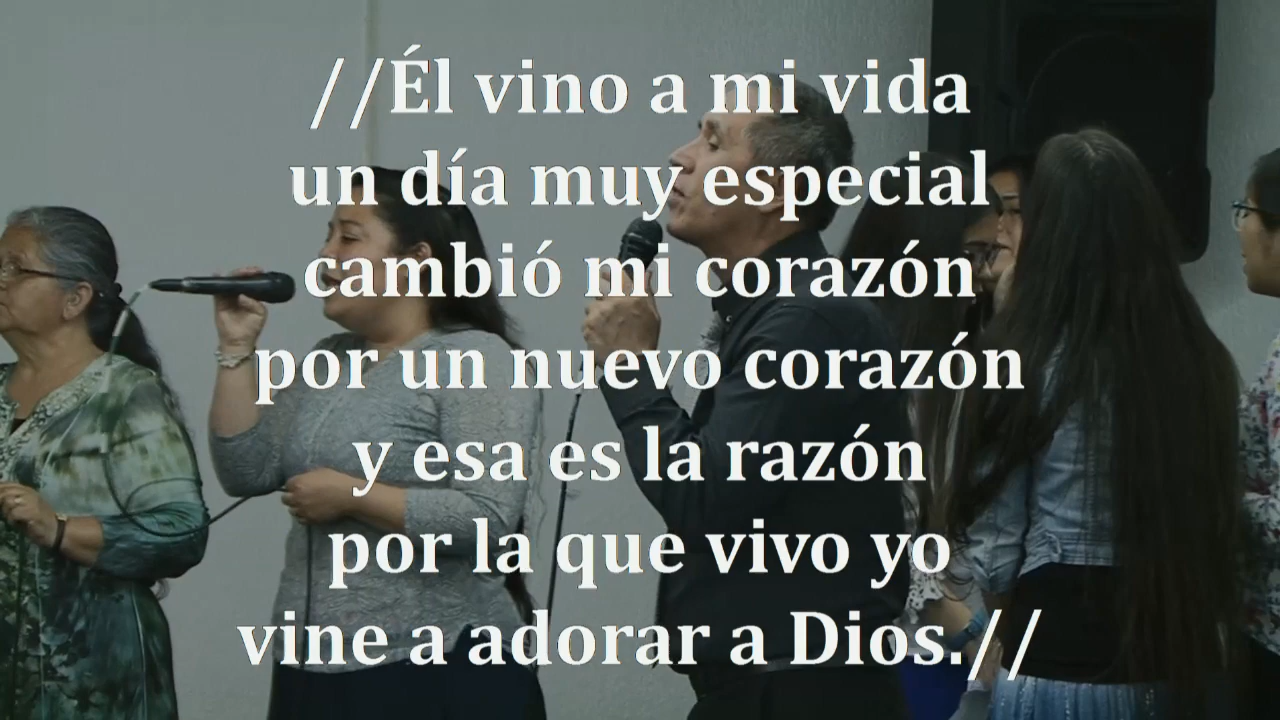 //Él vino a mi vida
un día muy especial
cambió mi corazón
por un nuevo corazón
y esa es la razón
por la que vivo yo
vine a adorar a Dios.//